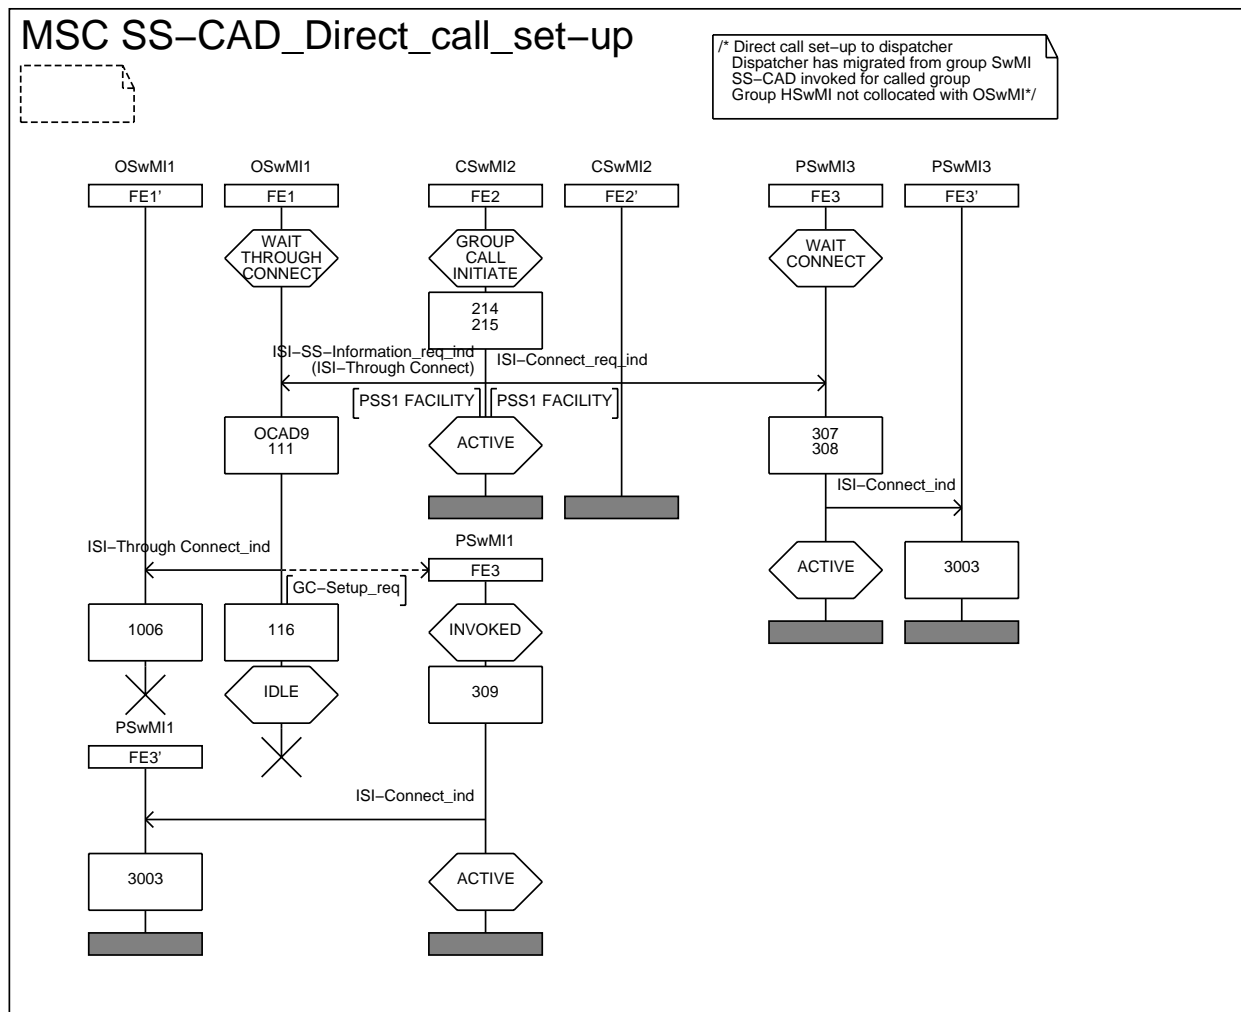 MSC SS−CAD_Direct_call_set−up
/* Direct call set−up to dispatcher
Dispatcher has migrated from group SwMI
SS−CAD invoked for called group
Group HSwMI not collocated with OSwMI*/
OSwMI1
OSwMI1
CSwMI2
CSwMI2
PSwMI3
PSwMI3
FE1'
FE1
FE2
FE2'
FE3
FE3'
WAIT
THROUGH
CONNECT
GROUP
CALL
INITIATE
WAIT
CONNECT
214
215
ISI−SS−Information_req_ind
(ISI−Through Connect)
ISI−Connect_req_ind
PSS1 FACILITY
PSS1 FACILITY
OCAD9
111
ACTIVE
307
308
ISI−Connect_ind
ISI−Through Connect_ind
PSwMI1
FE3
GC−Setup_req
ACTIVE
3003
1006
116
INVOKED
IDLE
309
PSwMI1
FE3'
ISI−Connect_ind
3003
ACTIVE